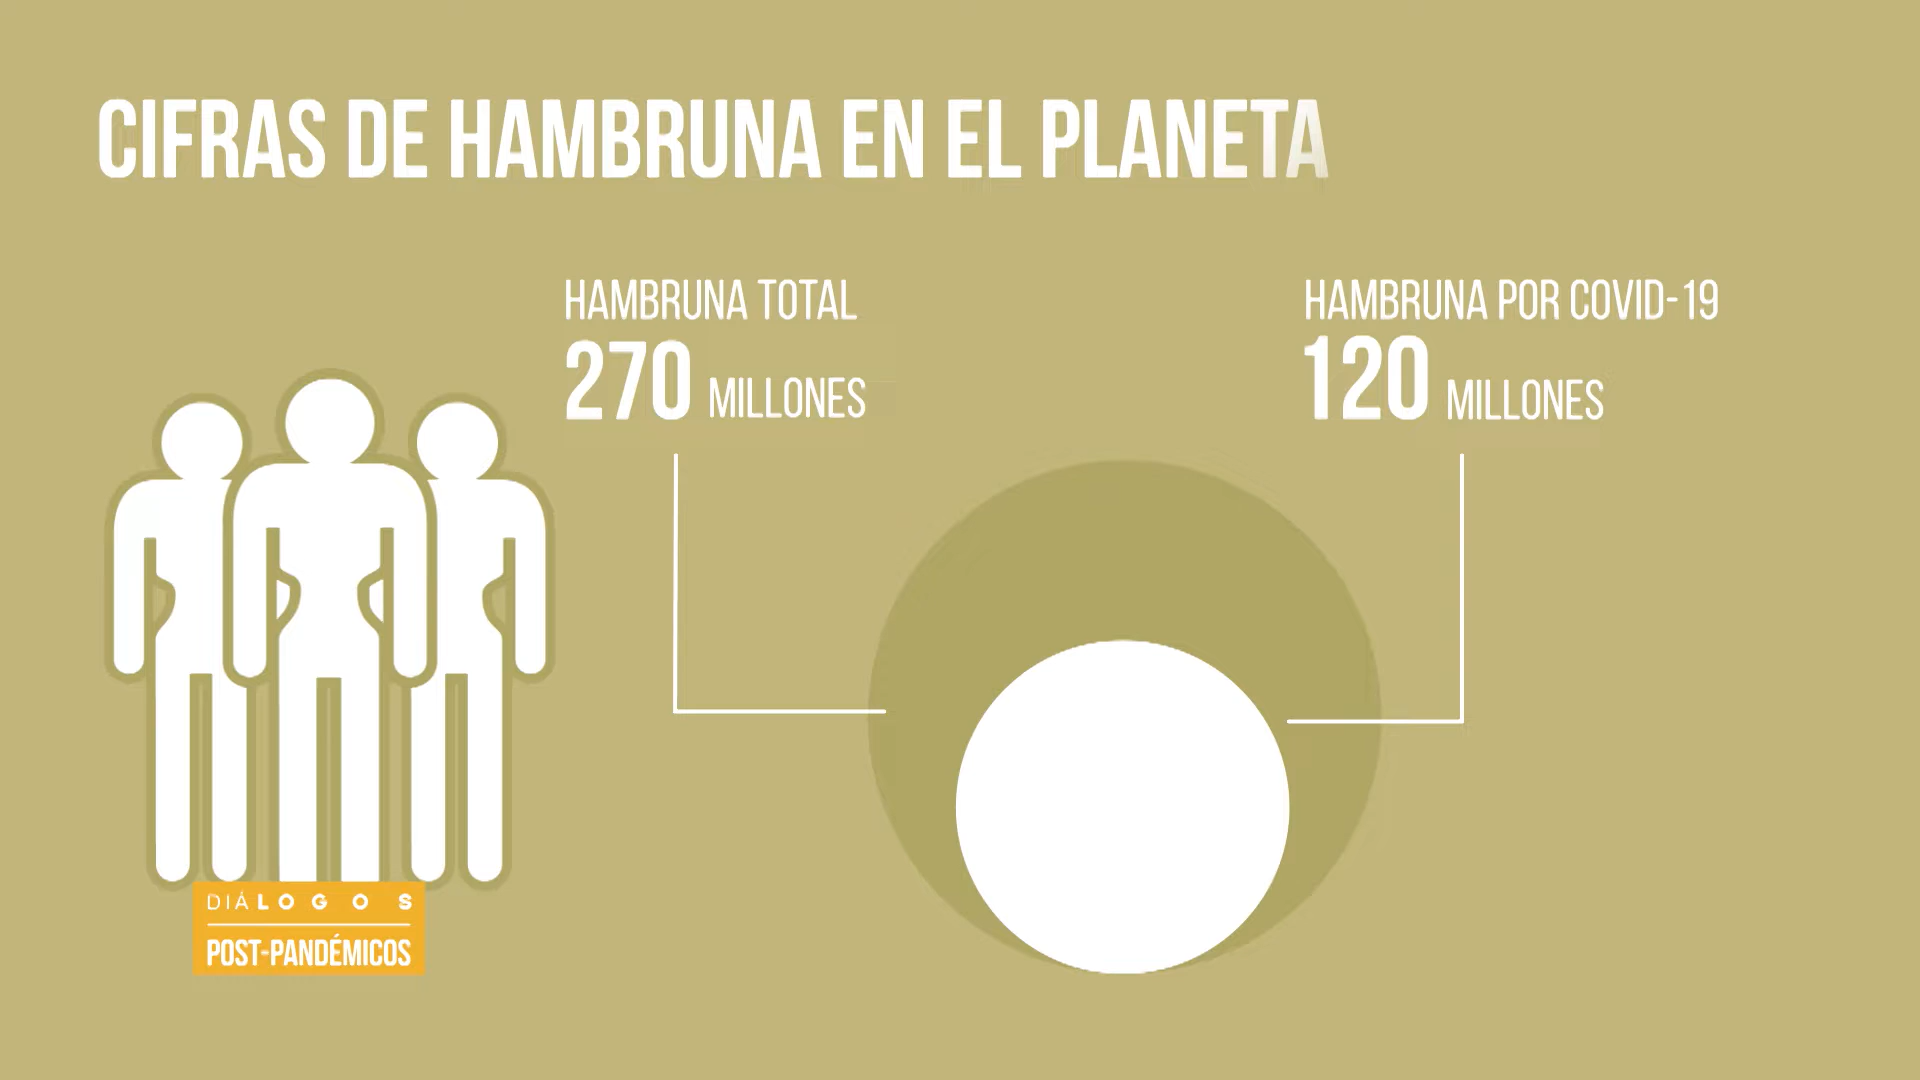 CIFRAS DE HAMBRUNA EN EL PLANETA
HAMBRUNA TOTAL
270 MILLONES
HAMBRUNA POR COVID-19
120 MILLONES
DIÁLOGOS
POST-PANDÉMICOS